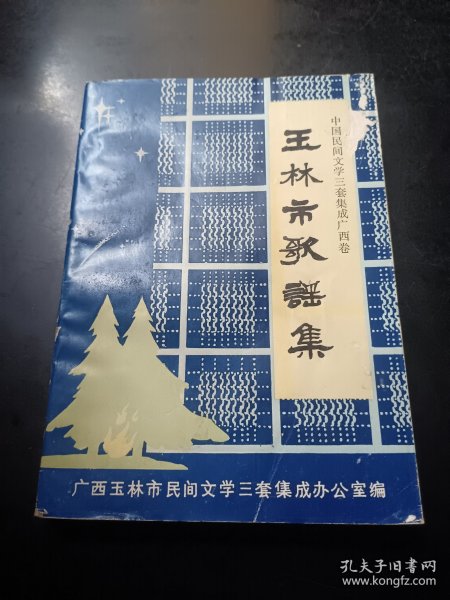 中国民间文学三套集成广西卷
玉林市歌谣集
广西玉林市民间文学三套集成办公室编
孔夫子旧书网
www.kongfz.com